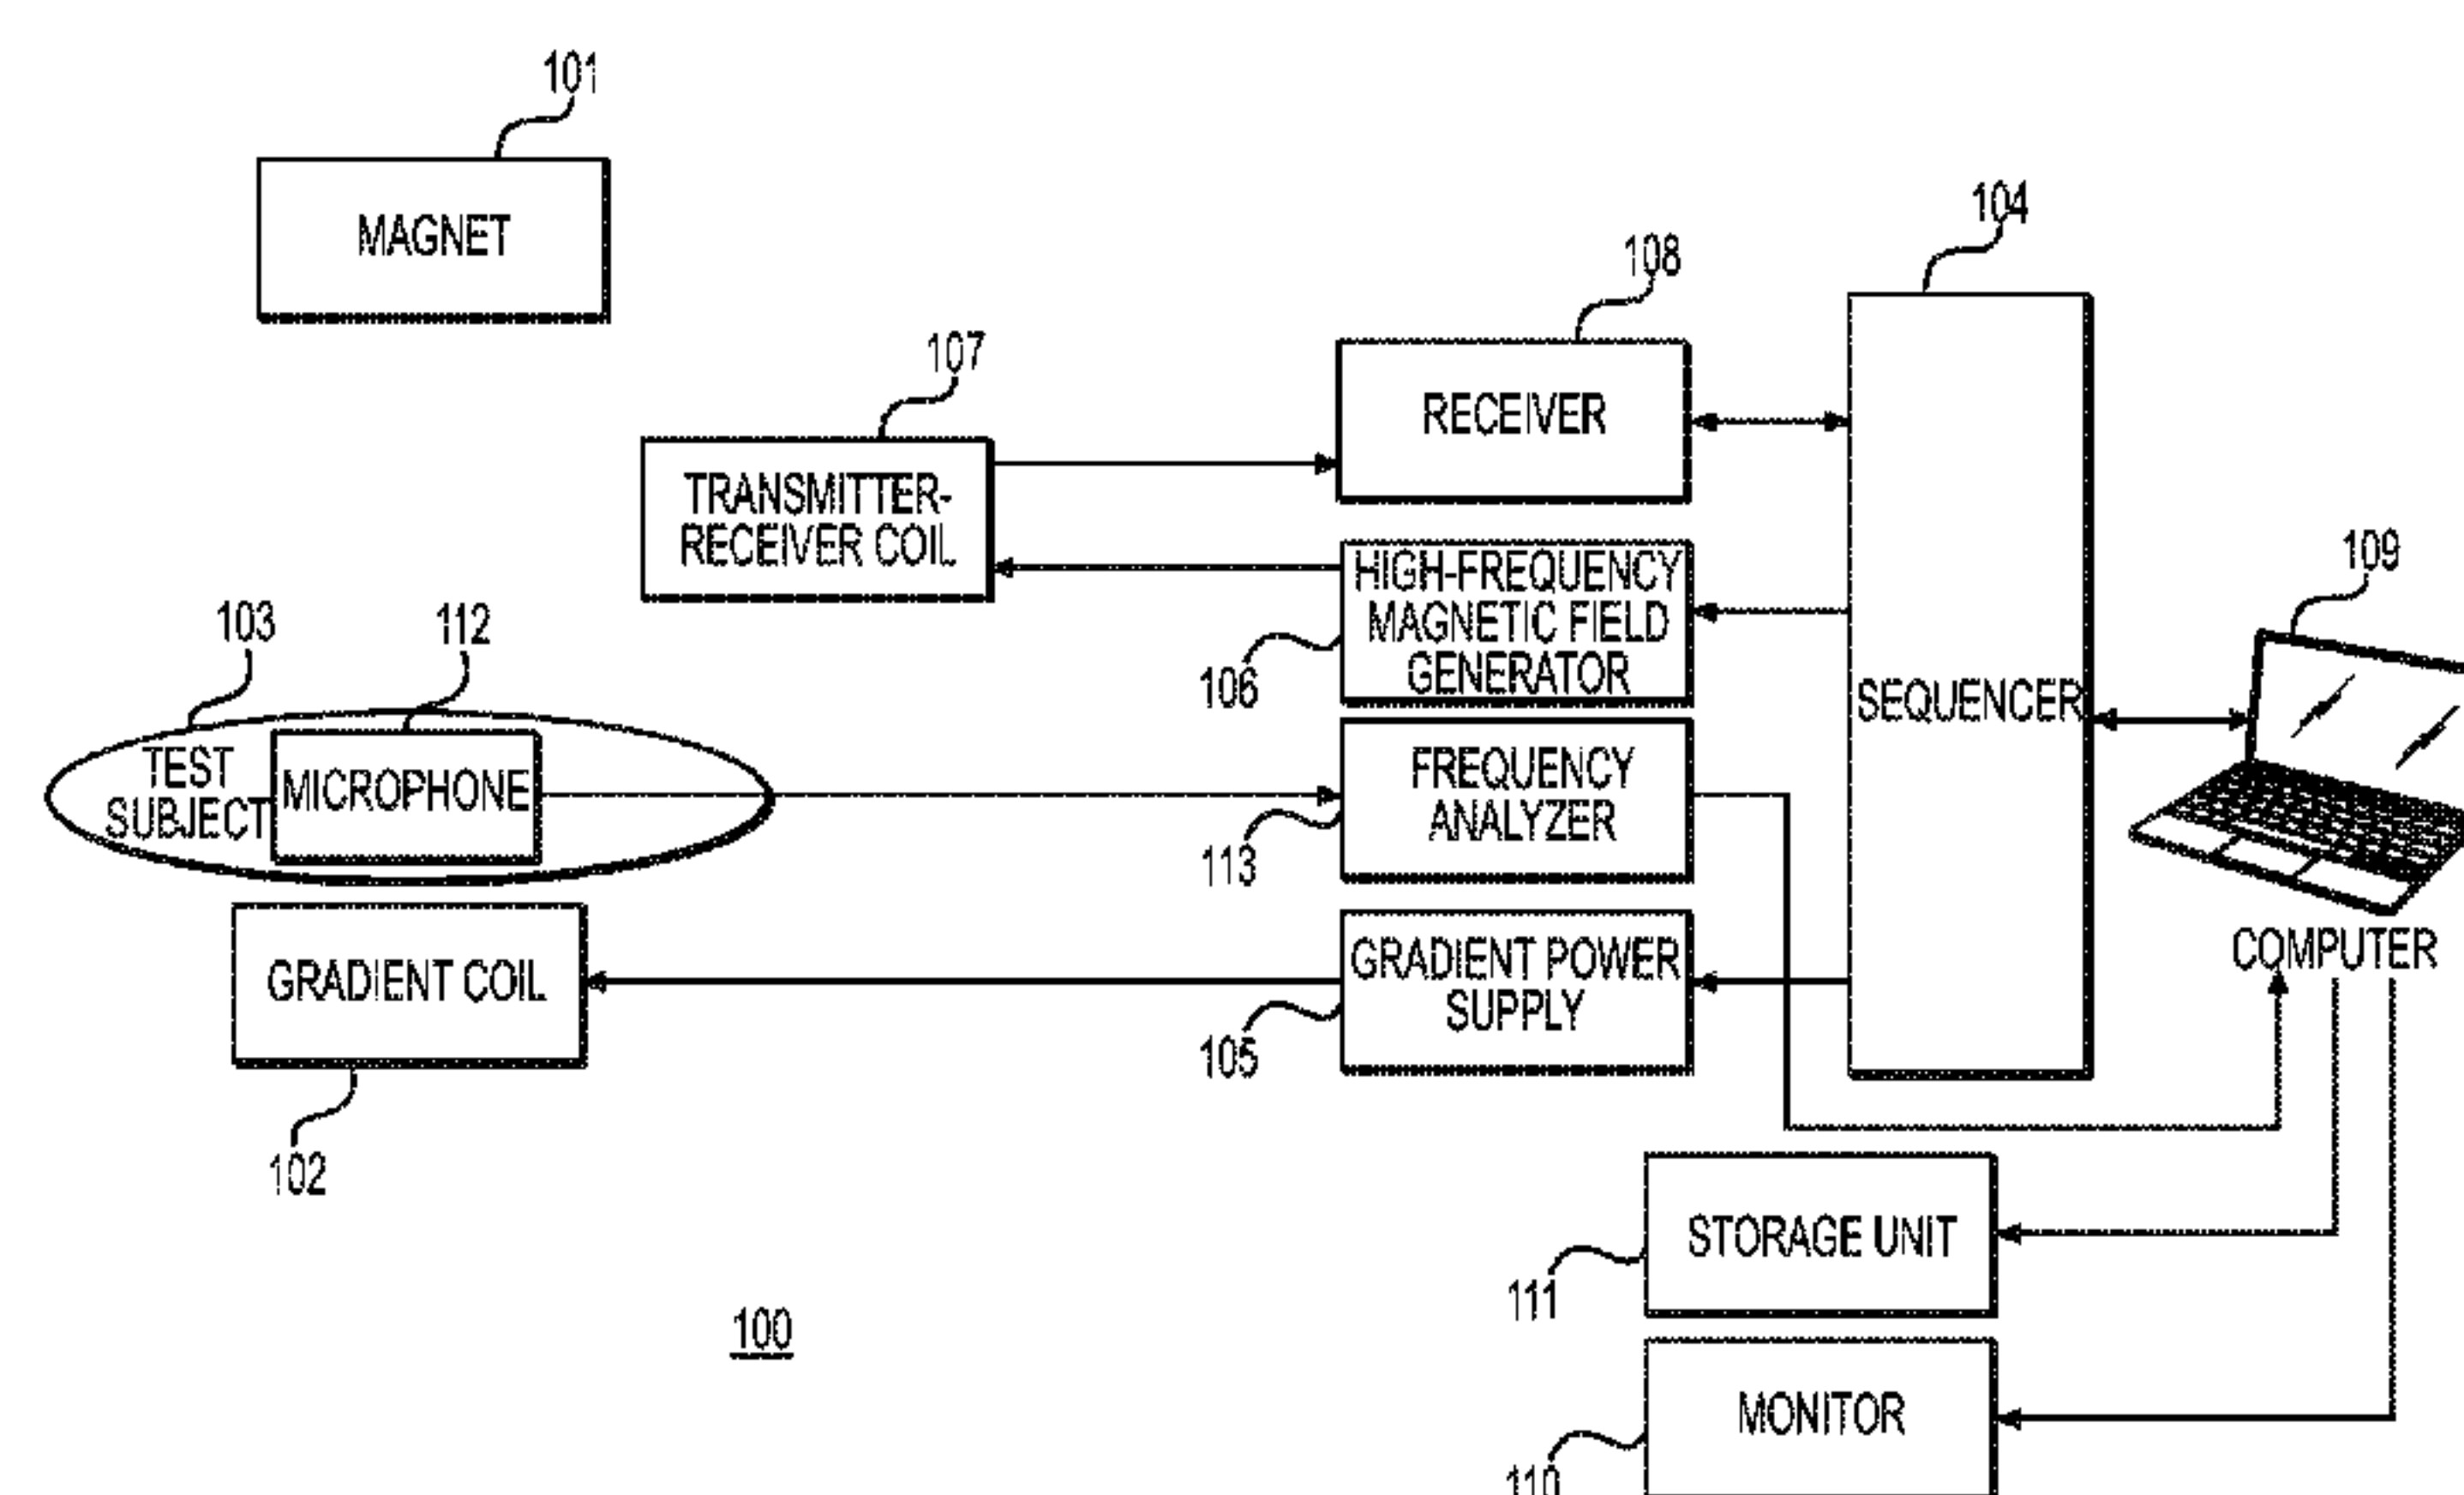 101
MAGNET
104
108
107
RECEIVER
TRANSMITTER-
RECEIVER COIL
HIGH-FREQUENCY
MAGNETIC FIELD
GENERATOR
109
103
112
106
SEQUENCER
TEST
SUBJECT
MICROPHONE
FREQUENCY
ANALYZER
113
COMPUTER
GRADIENT COIL
GRADIENT POWER
SUPPLY
105
102
STORAGE UNIT
111
100
MONITOR
110